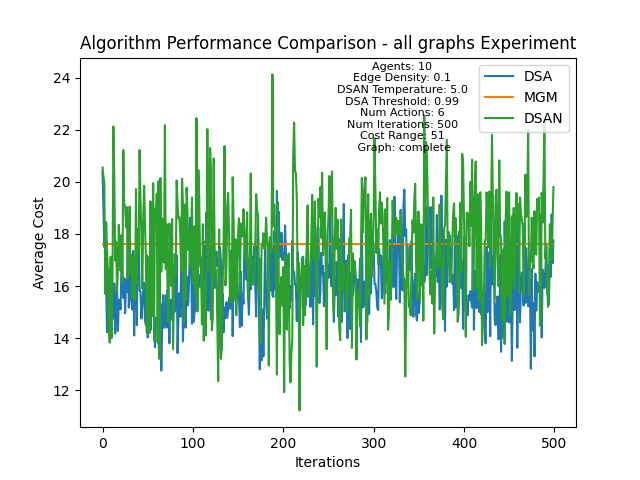 Algorithm Performance Comparison - all graphs Experiment
Agents: 10
Edge Density: 0.1
DSAN Temperature: 5.0
DSA Threshold: 0.99
Num Actions: 6
Num Iterations: 500
Cost Range: 51
Graph: complete
DSA
MGM
DSAN
Average Cost
24
22
20
18
16
14
12
0
100
200
300
400
500
Iterations